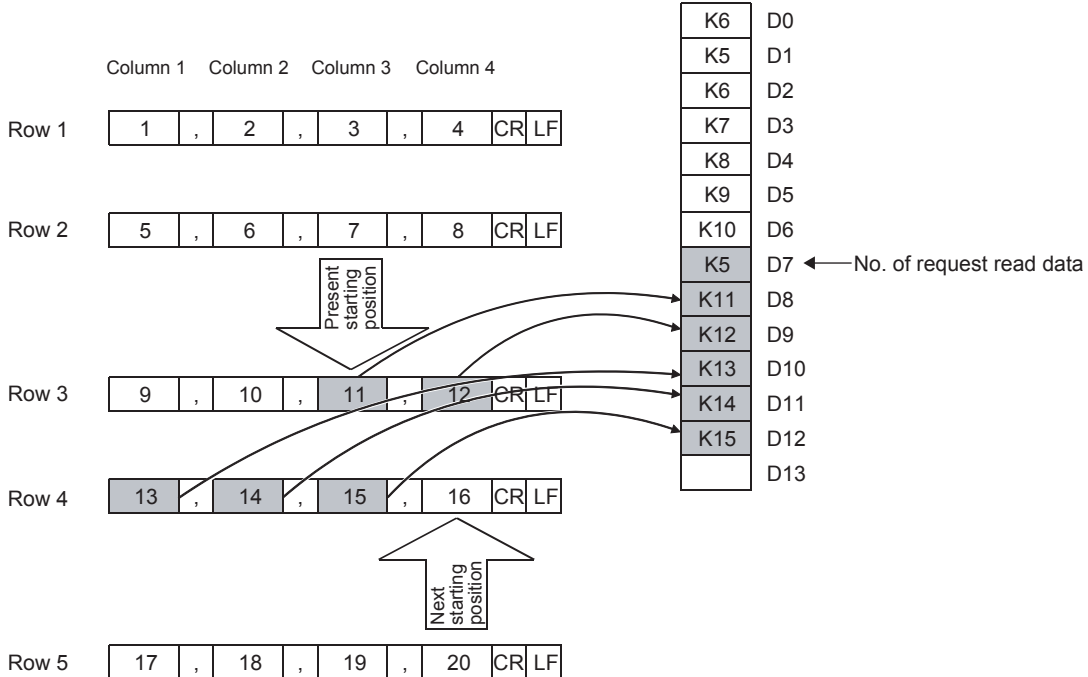 K6 D0
K5 D1
Column 1 Column 2 Column 3 Column 4
K6 D2
Row 1 1 , 2 , 3 , 4 CR LF
K7 D3
K8 D4
K9 D5
Row 2 5 , 6 , 7 , 8 CR LF
K10 D6
K5 D7 No. of request read data
Present
starting
position
K11 D8
K12 D9
K13 D10
Row 3 9 , 10 , 11 , 12 CR LF
K14 D11
K15 D12
D13
Row 4 13 , 14 , 15 , 16 CR LF
Next
starting
position
Row 5 17 , 18 , 19 , 20 CR LF